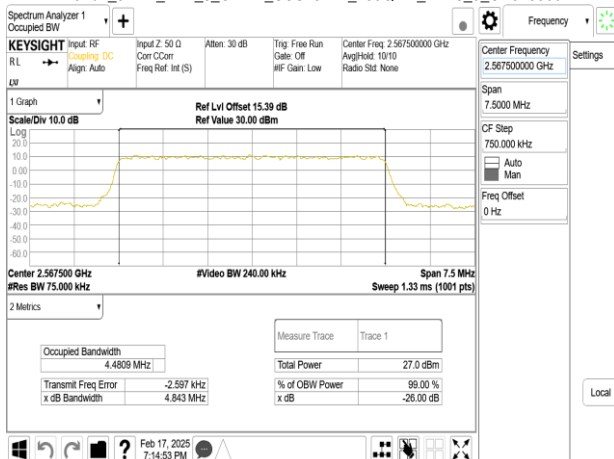 Spectrum Analyzer 1
Occupied BW
Frequency
KEYSIGHT
Input: RF
Coupling: DC
Align: Auto
Input Z: 50 Ω
Corr CCorr
Freq Ref: Int (S)
Atten: 30 dB
Trig: Free Run
Gate: Off
#IF Gain: Low
Center Freq: 2.567500000 GHz
Avg|Hold: 10/10
Radio Std: None
RL
LXI
Center Frequency
2.567500000 GHz
Settings
Span
7.5000 MHz
CF Step
750.000 kHz
Auto
Man
Freq Offset
0 Hz
1 Graph
Scale/Div 10.0 dB
Ref Lvl Offset 15.39 dB
Ref Value 30.00 dBm
Log
20.0
10.0
0.00
-10.0
-20.0
-30.0
-40.0
-50.0
-60.0
Center 2.567500 GHz
#Video BW 240.00 kHz
Span 7.5 MHz
#Res BW 75.000 kHz
Sweep 1.33 ms (1001 pts)
2 Metrics
Measure Trace Trace 1
Occupied Bandwidth
4.4809 MHz
Total Power 27.0 dBm
Transmit Freq Error -2.597 kHz
% of OBW Power 99.00 %
x dB Bandwidth 4.843 MHz
x dB -26.00 dB
Local
Feb 17, 2025
7:14:53 PM